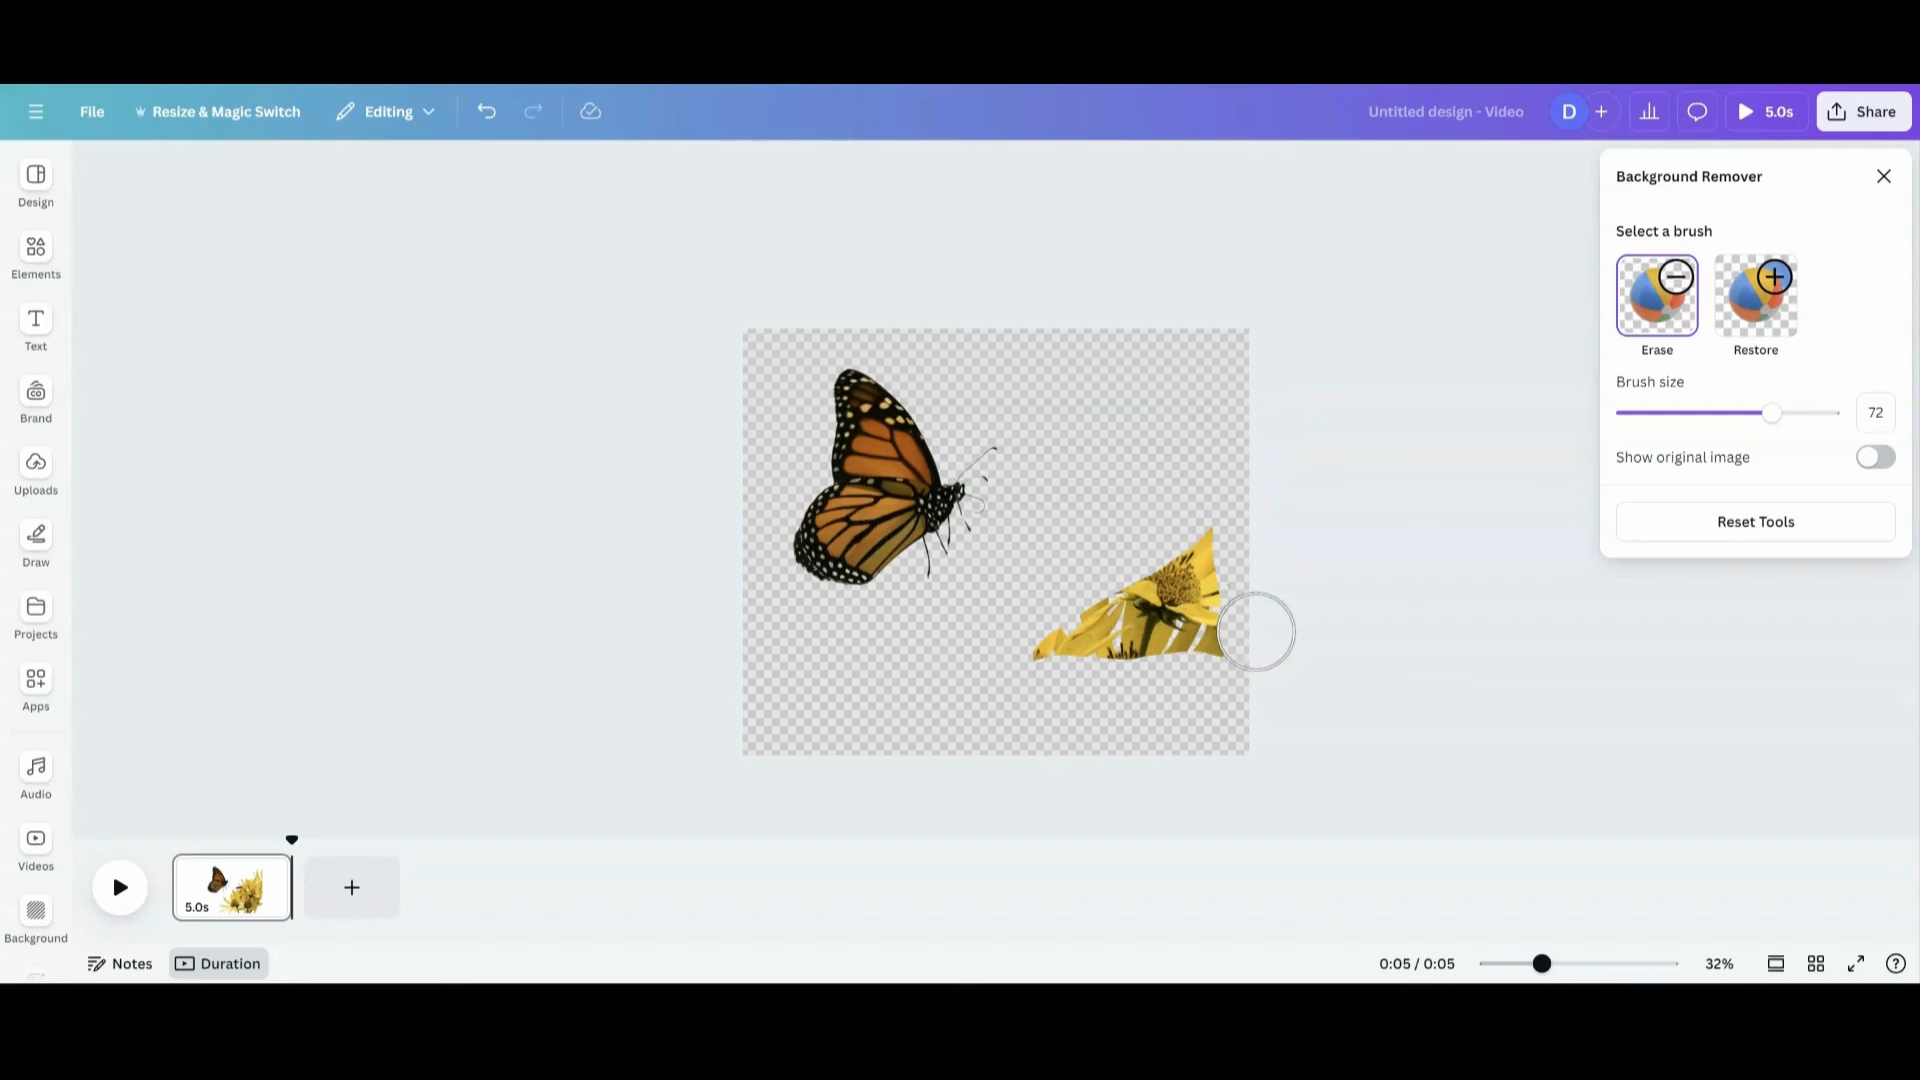 File
Resize & Magic Switch
Editing
Untitled design - Video
D
5.0s
Share
Design
Elements
Text
Brand
Uploads
Draw
Projects
Apps
Audio
Videos
Background
Background Remover
Select a brush
Erase
Restore
Brush size
72
Show original image
Reset Tools
5.0s
Notes
Duration
0:05 / 0:05
32%